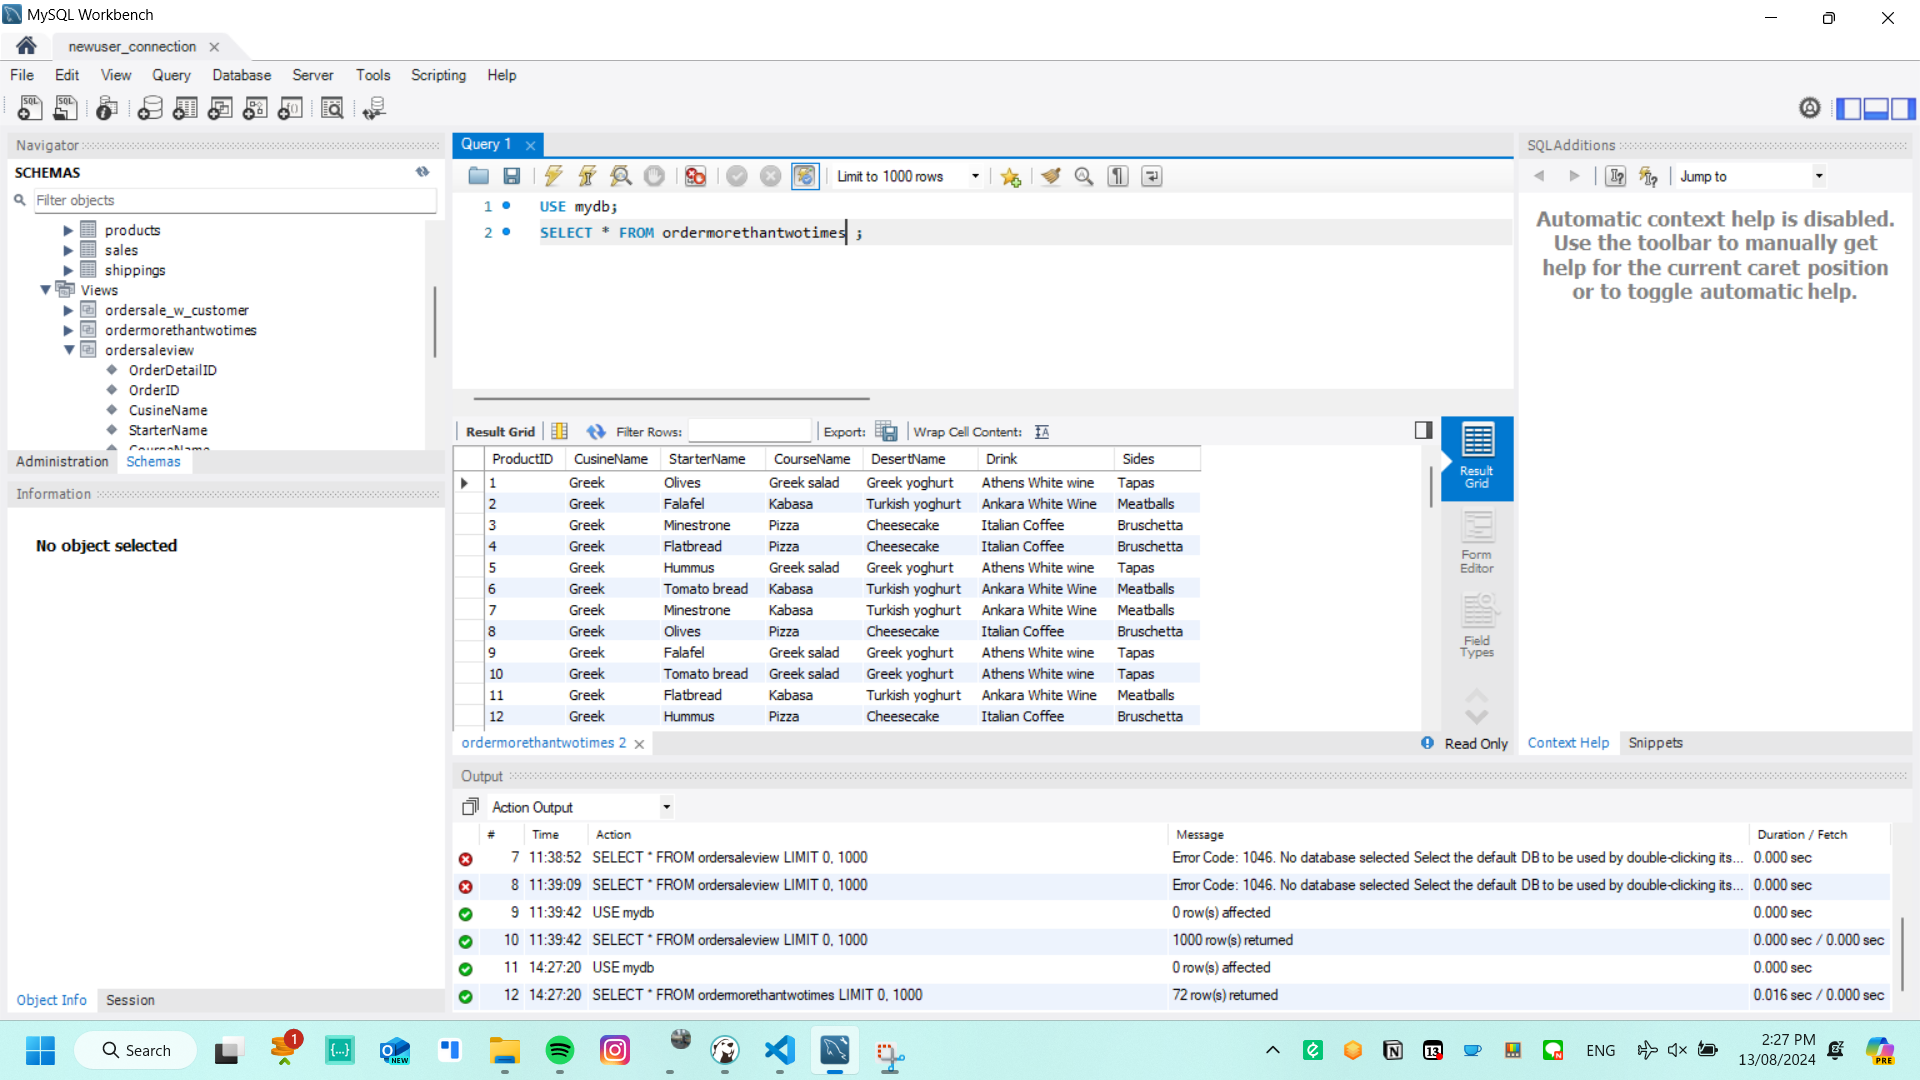 MySQL Workbench
newuser_connection
File Edit View Query Database Server Tools Scripting Help
Navigator
SCHEMAS
Filter objects
products
sales
shippings
Views
ordersale_w_customer
ordermorethantwotimes
ordersaleview
OrderDetailID
OrderID
CusineName
StarterName
CourseName
Administration Schemas
Information
No object selected
Object Info Session
Query 1
Limit to 1000 rows
1 USE mydb;
2 SELECT * FROM ordermorethantwotimes ;
Result Grid Filter Rows: Export: Wrap Cell Content:
ProductID CusineName StarterName CourseName DesertName Drink Sides
1 Greek Olives Greek salad Greek yoghurt Athens White wine Tapas
2 Greek Falafel Kabasa Turkish yoghurt Ankara White Wine Meatballs
3 Greek Minestrone Pizza Cheesecake Italian Coffee Bruschetta
4 Greek Flatbread Pizza Cheesecake Italian Coffee Bruschetta
5 Greek Hummus Greek salad Greek yoghurt Athens White wine Tapas
6 Greek Tomato bread Kabasa Turkish yoghurt Ankara White Wine Meatballs
7 Greek Minestrone Kabasa Turkish yoghurt Ankara White Wine Meatballs
8 Greek Olives Pizza Cheesecake Italian Coffee Bruschetta
9 Greek Falafel Greek salad Greek yoghurt Athens White wine Tapas
10 Greek Tomato bread Greek salad Greek yoghurt Athens White wine Tapas
11 Greek Flatbread Kabasa Turkish yoghurt Ankara White Wine Meatballs
12 Greek Hummus Pizza Cheesecake Italian Coffee Bruschetta
Result
Grid
Form
Editor
Field
Types
ordermorethantwotimes 2
Read Only
SQLAdditions
Jump to
Automatic context help is disabled.
Use the toolbar to manually get
help for the current caret position
or to toggle automatic help.
Context Help Snippets
Output
Action Output
# Time Action Message Duration / Fetch
7 11:38:52 SELECT * FROM ordersaleview LIMIT 0, 1000 Error Code: 1046. No database selected Select the default DB to be used by double-clicking its... 0.000 sec
8 11:39:09 SELECT * FROM ordersaleview LIMIT 0, 1000 Error Code: 1046. No database selected Select the default DB to be used by double-clicking its... 0.000 sec
9 11:39:42 USE mydb 0 row(s) affected 0.000 sec
10 11:39:42 SELECT * FROM ordersaleview LIMIT 0, 1000 1000 row(s) returned 0.000 sec / 0.000 sec
11 14:27:20 USE mydb 0 row(s) affected 0.000 sec
12 14:27:20 SELECT * FROM ordermorethantwotimes LIMIT 0, 1000 72 row(s) returned 0.016 sec / 0.000 sec
Search
1
NEW
13
ENG
2:27 PM
13/08/2024
PRE